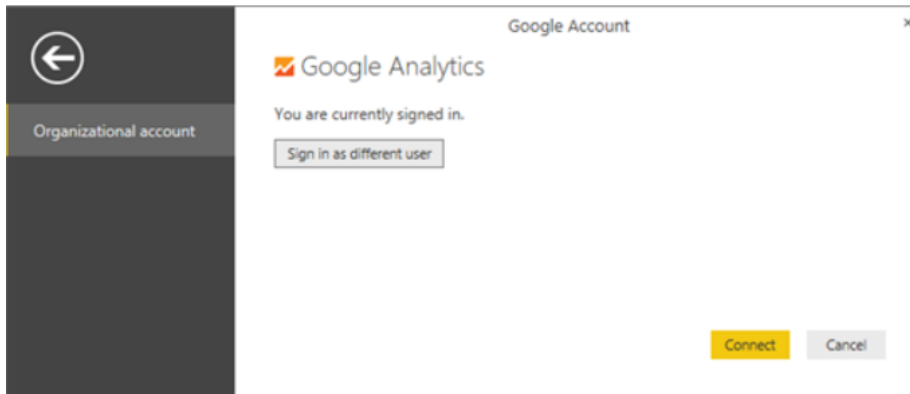 Google Account
Google Analytics
Organizational account
You are currently signed in.
Sign in as different user
Connect
Cancel